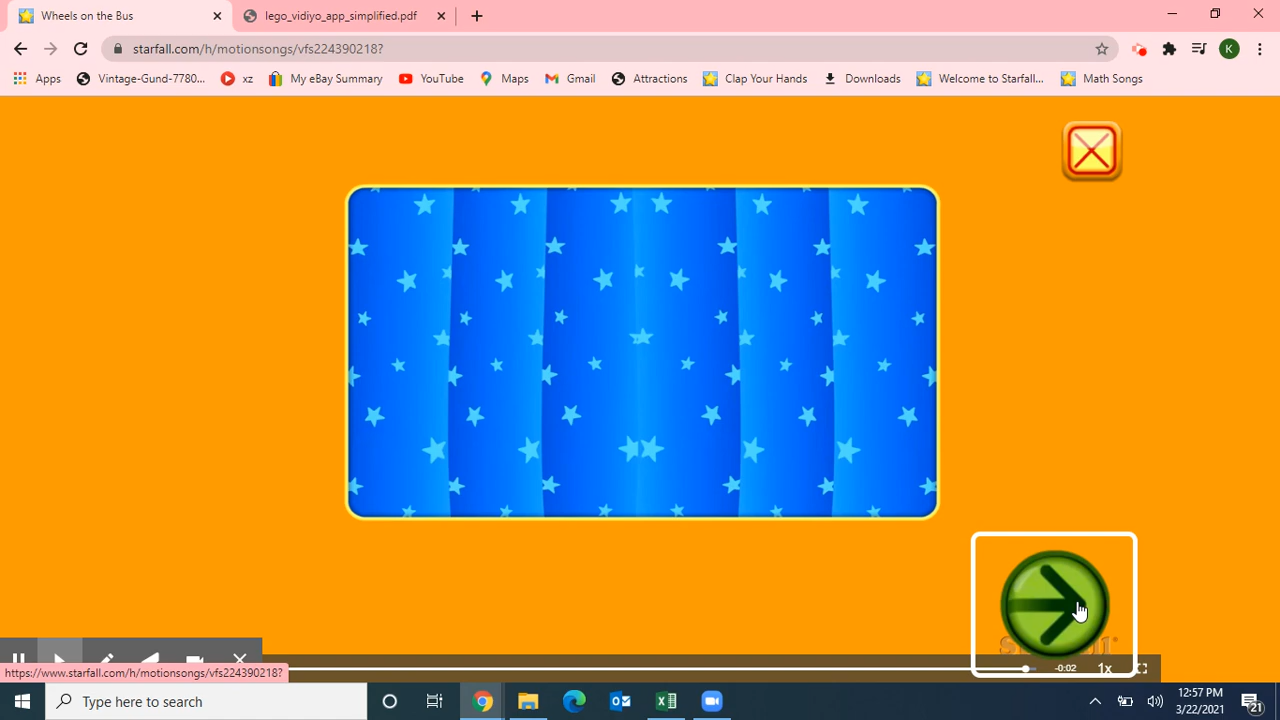 Wheels on the Bus
lego_vidiyo_app_simplified.pdf
starfall.com/h/motionsongs/vfs224390218?
K
Apps
Vintage-Gund-7780...
xz
My eBay Summary
YouTube
Maps
Gmail
Attractions
Clap Your Hands
Downloads
Welcome to Starfall...
Math Songs
-0:02
1x
https://www.starfall.com/h/motionsongs/vfs224390218?
Type here to search
12:57 PM
3/22/2021
21